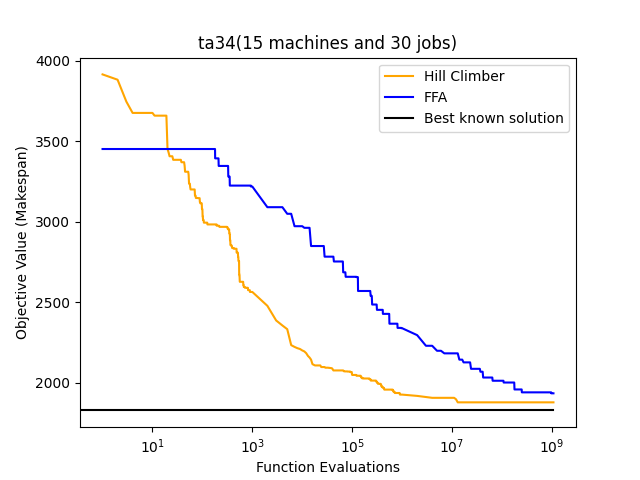 ta34(15 machines and 30 jobs)
Hill Climber
FFA
Best known solution
4000
3500
3000
2500
2000
Objective Value (Makespan)
10^1 10^3 10^5 10^7 10^9
Function Evaluations